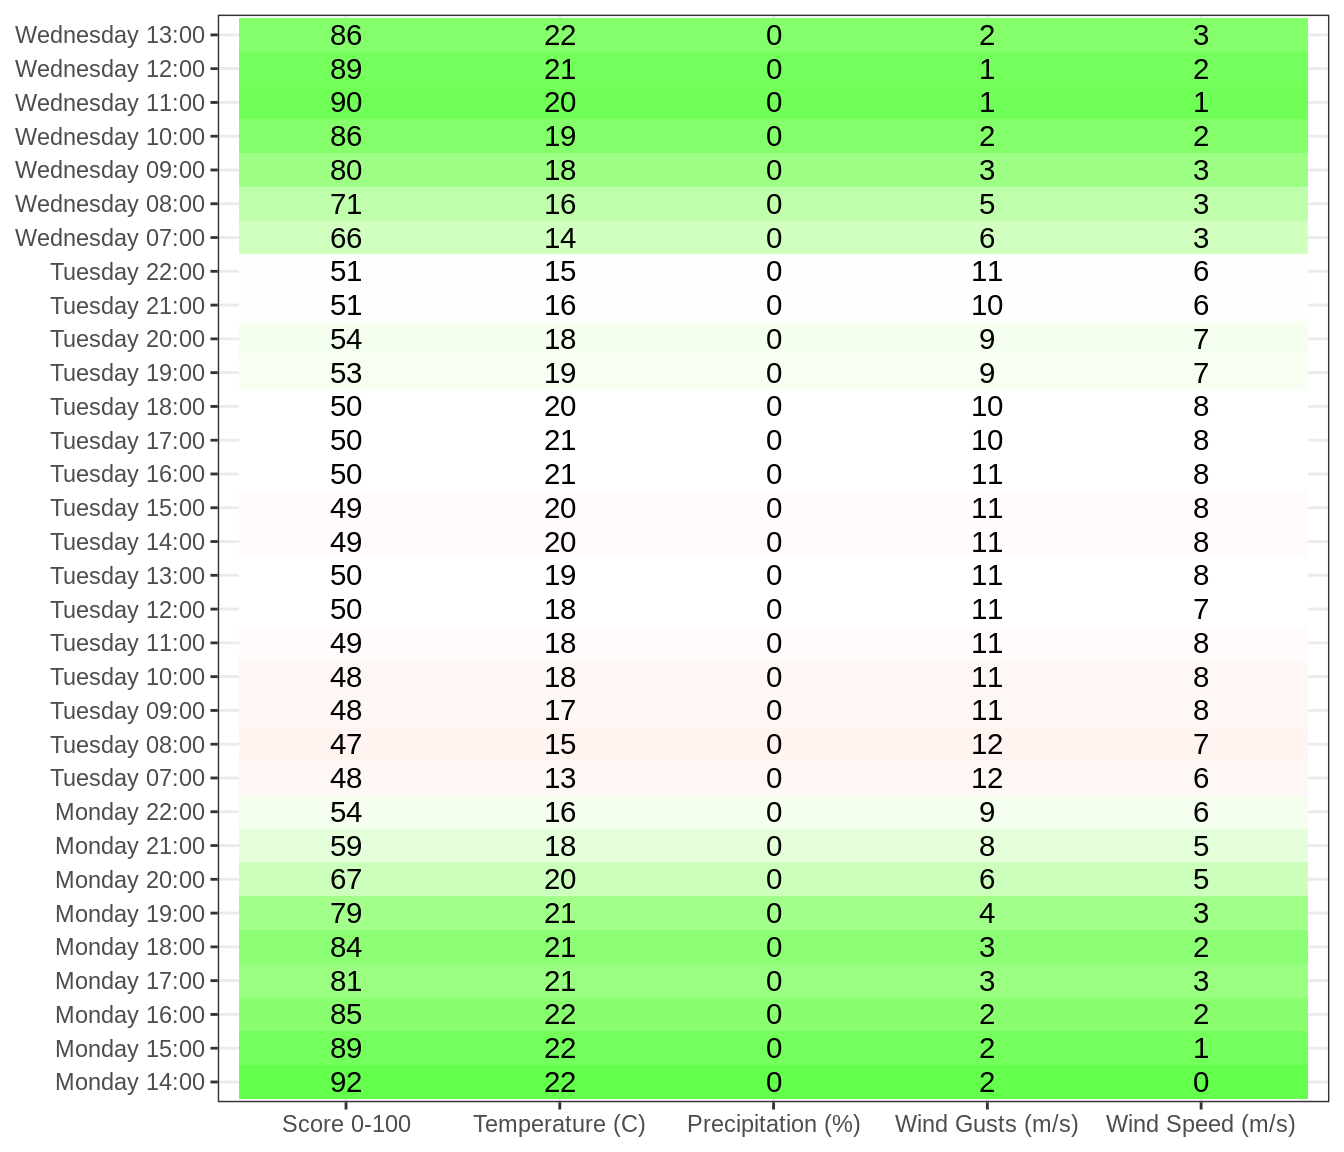 Wednesday 13:00 86 22 0 2 3
Wednesday 12:00 89 21 0 1 2
Wednesday 11:00 90 20 0 1 1
Wednesday 10:00 86 19 0 2 2
Wednesday 09:00 80 18 0 3 3
Wednesday 08:00 71 16 0 5 3
Wednesday 07:00 66 14 0 6 3
Tuesday 22:00 51 15 0 11 6
Tuesday 21:00 51 16 0 10 6
Tuesday 20:00 54 18 0 9 7
Tuesday 19:00 53 19 0 9 7
Tuesday 18:00 50 20 0 10 8
Tuesday 17:00 50 21 0 10 8
Tuesday 16:00 50 21 0 11 8
Tuesday 15:00 49 20 0 11 8
Tuesday 14:00 49 20 0 11 8
Tuesday 13:00 50 19 0 11 8
Tuesday 12:00 50 18 0 11 7
Tuesday 11:00 49 18 0 11 8
Tuesday 10:00 48 18 0 11 8
Tuesday 09:00 48 17 0 11 8
Tuesday 08:00 47 15 0 12 7
Tuesday 07:00 48 13 0 12 6
Monday 22:00 54 16 0 9 6
Monday 21:00 59 18 0 8 5
Monday 20:00 67 20 0 6 5
Monday 19:00 79 21 0 4 3
Monday 18:00 84 21 0 3 2
Monday 17:00 81 21 0 3 3
Monday 16:00 85 22 0 2 2
Monday 15:00 89 22 0 2 1
Monday 14:00 92 22 0 2 0
Score 0-100 Temperature (C) Precipitation (%) Wind Gusts (m/s) Wind Speed (m/s)